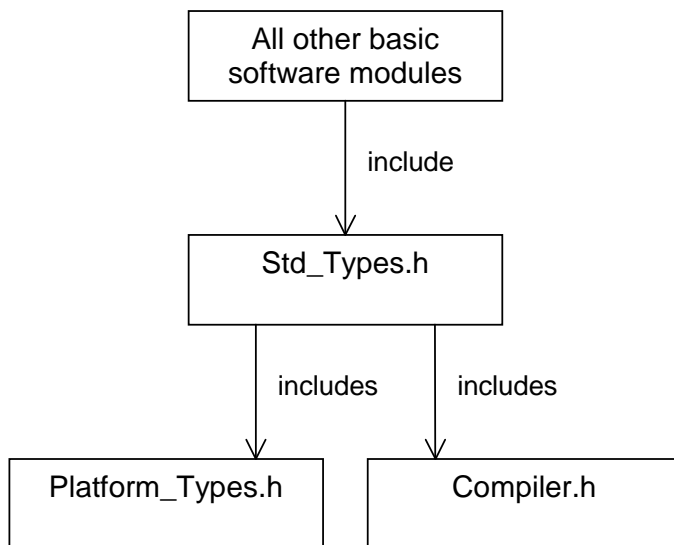 All other basic
software modules
include
Std_Types.h
includes
includes
Platform_Types.h
Compiler.h